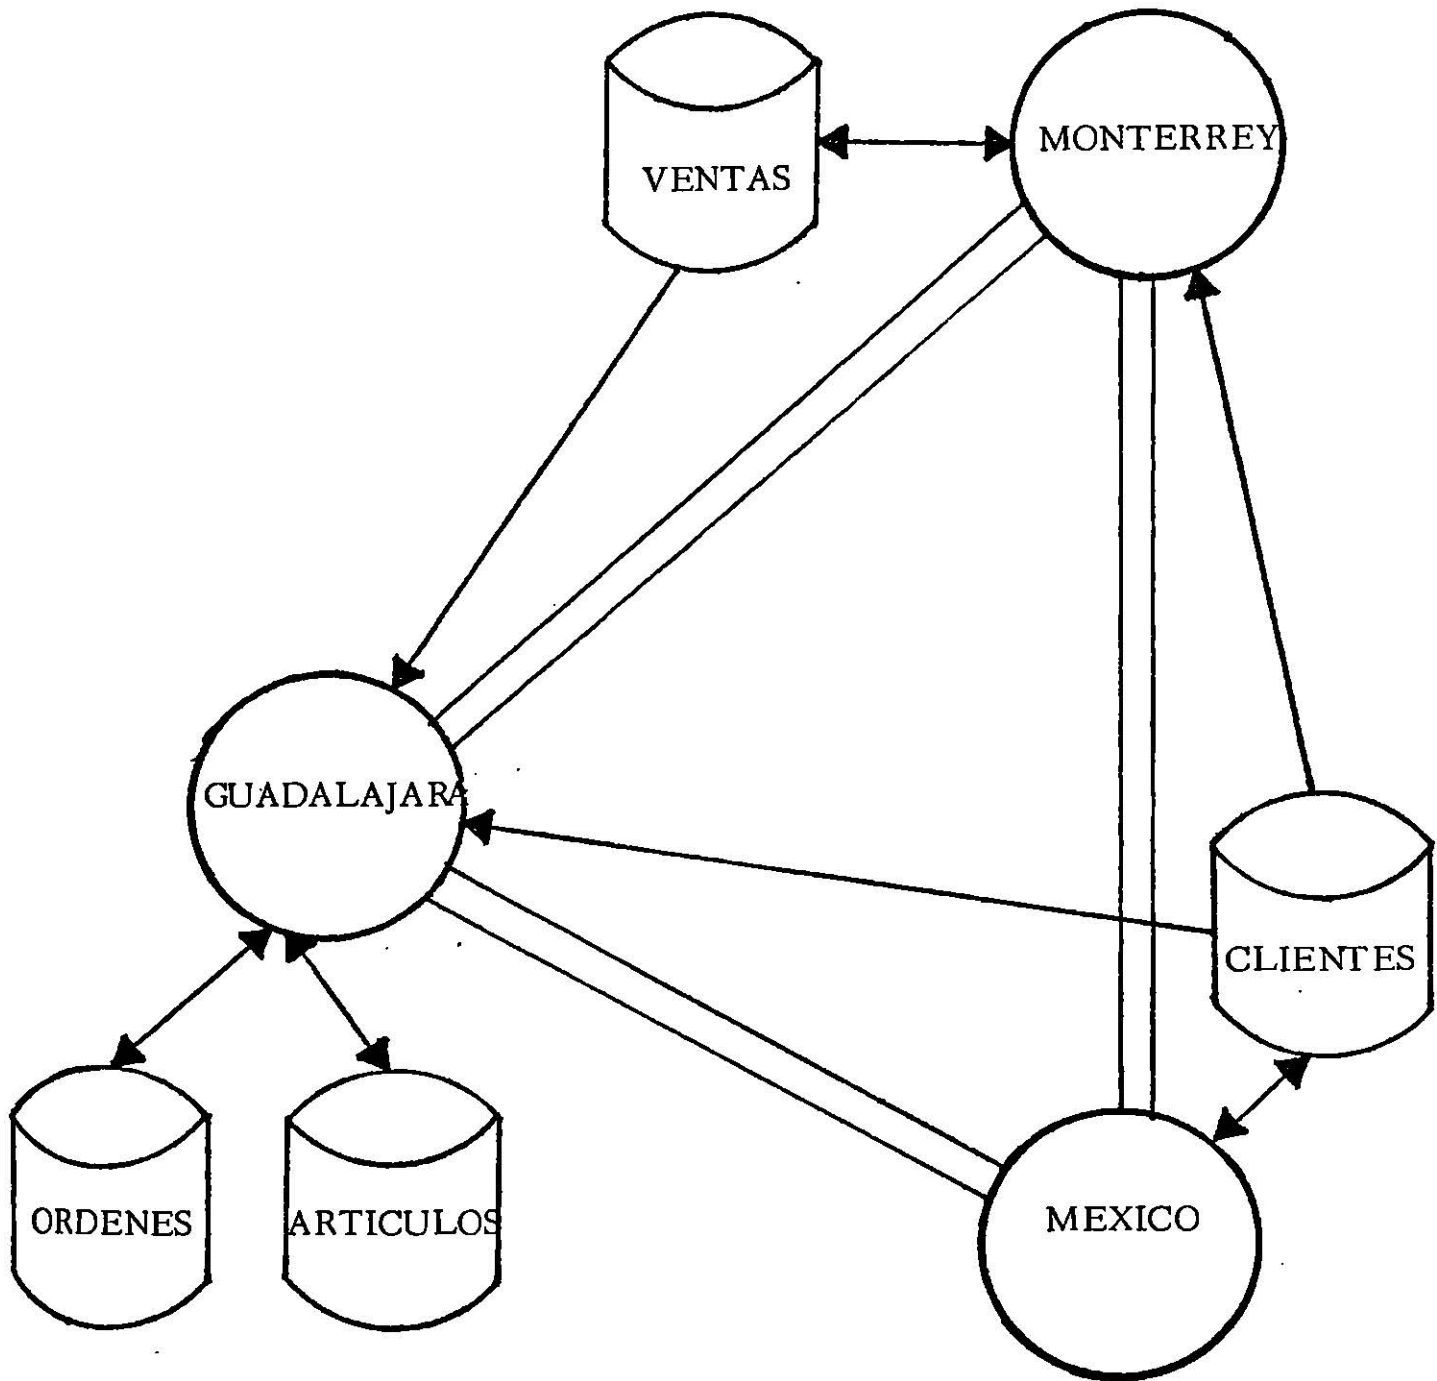 MONTERREY
VENTAS
GUADALAJARA
CLIENTES
ORDENES
ARTICULOS
MEXICO